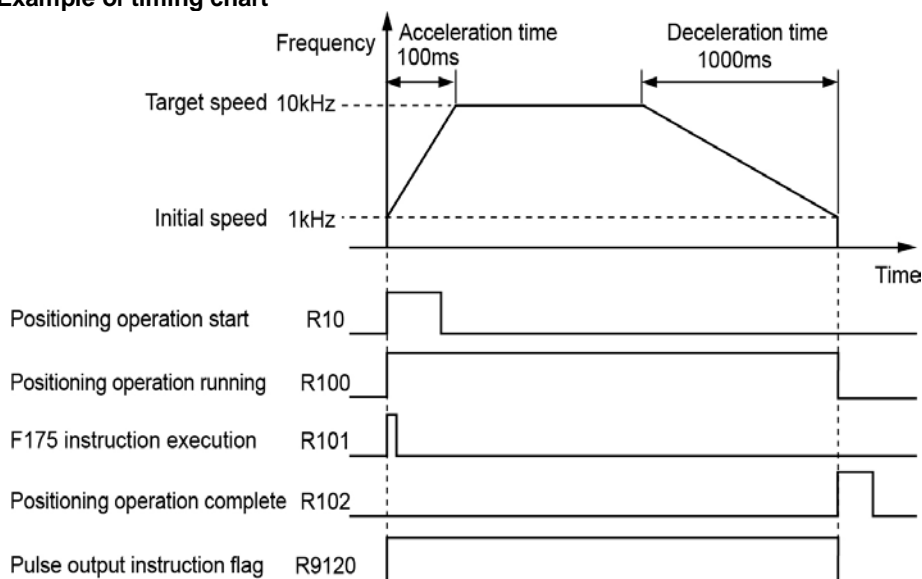 Example of timing chart
Frequency
Acceleration time
100ms
Deceleration time
1000ms
Target speed 10kHz
Initial speed 1kHz
Time
Positioning operation start R10
Positioning operation running R100
F175 instruction execution R101
Positioning operation complete R102
Pulse output instruction flag R9120